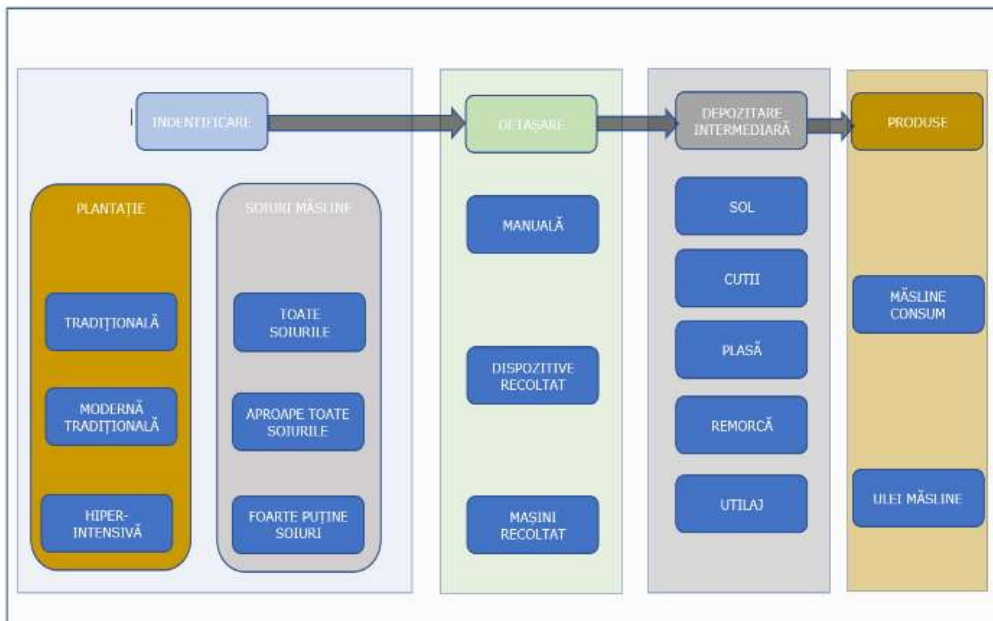 INDENTIFICARE
DETAȘARE
DEPOZITARE
INTERMEDIARĂ
PRODUSE
PLANTAȚIE
TRADIȚIONALĂ
MODERNĂ
TRADIȚIONALĂ
HIPER-
INTENSIVĂ
SOIURI MĂSLINE
TOATE
SOIURILE
APROAPE TOATE
SOIURILE
FOARTE PUȚINE
SOIURI
MANUALĂ
DISPOZITIVE
RECOLTAT
MAȘINI
RECOLTAT
SOL
CUTII
PLASĂ
REMORCĂ
UTILAJ
MĂSLINE
CONSUM
ULEI MĂSLINE